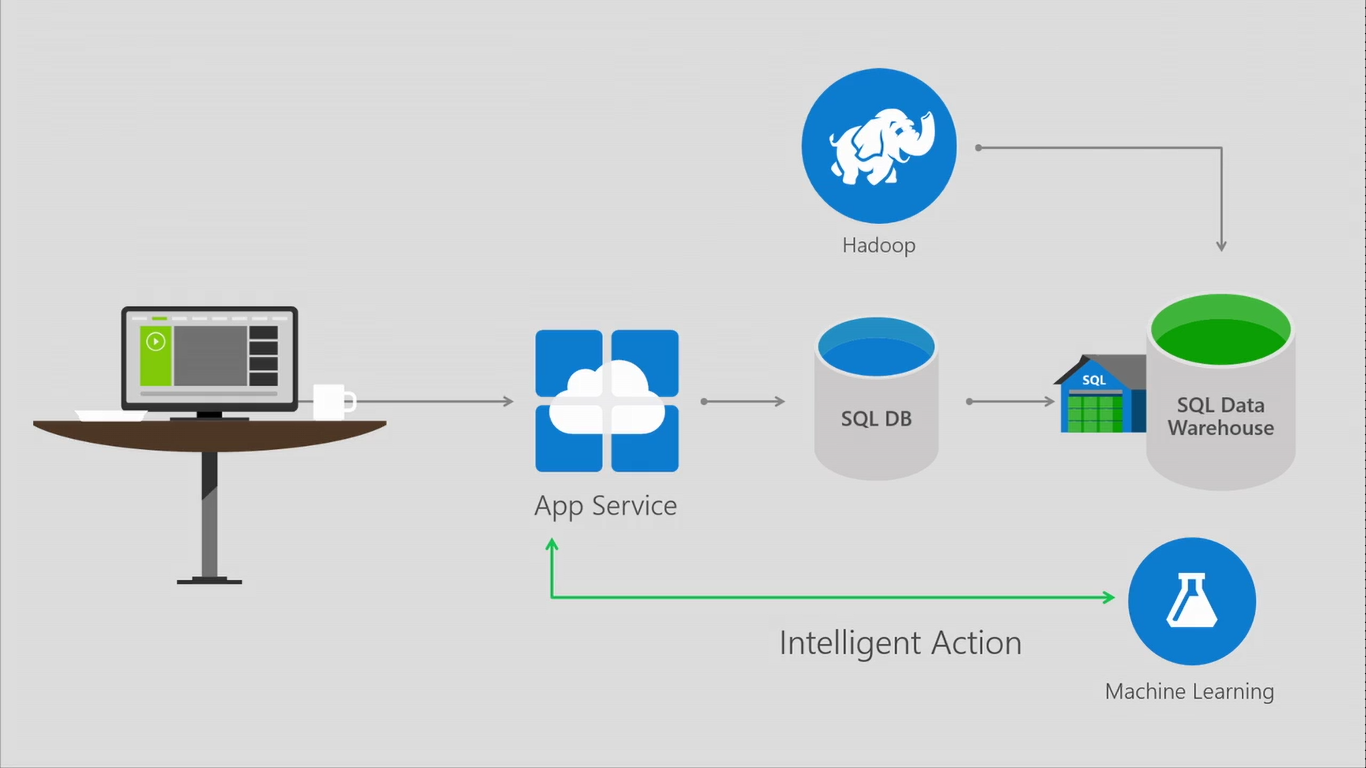 Hadoop
SQL DB
SQL
SQL Data
Warehouse
App Service
Intelligent Action
Machine Learning